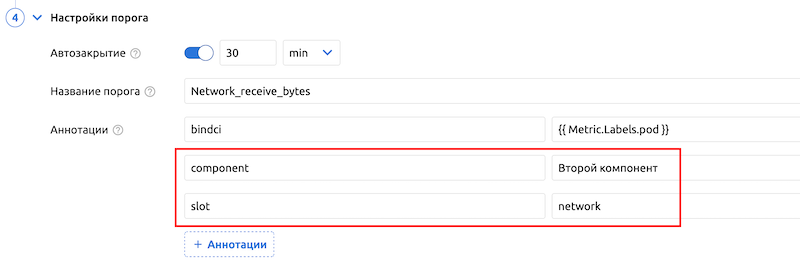 4 Настройки порога
Автозакрытие ? 30 min
Название порога ? Network_receive_bytes
Аннотации ? bindci {{ Metric.Labels.pod }}
component Второй компонент
slot network
+ Аннотации